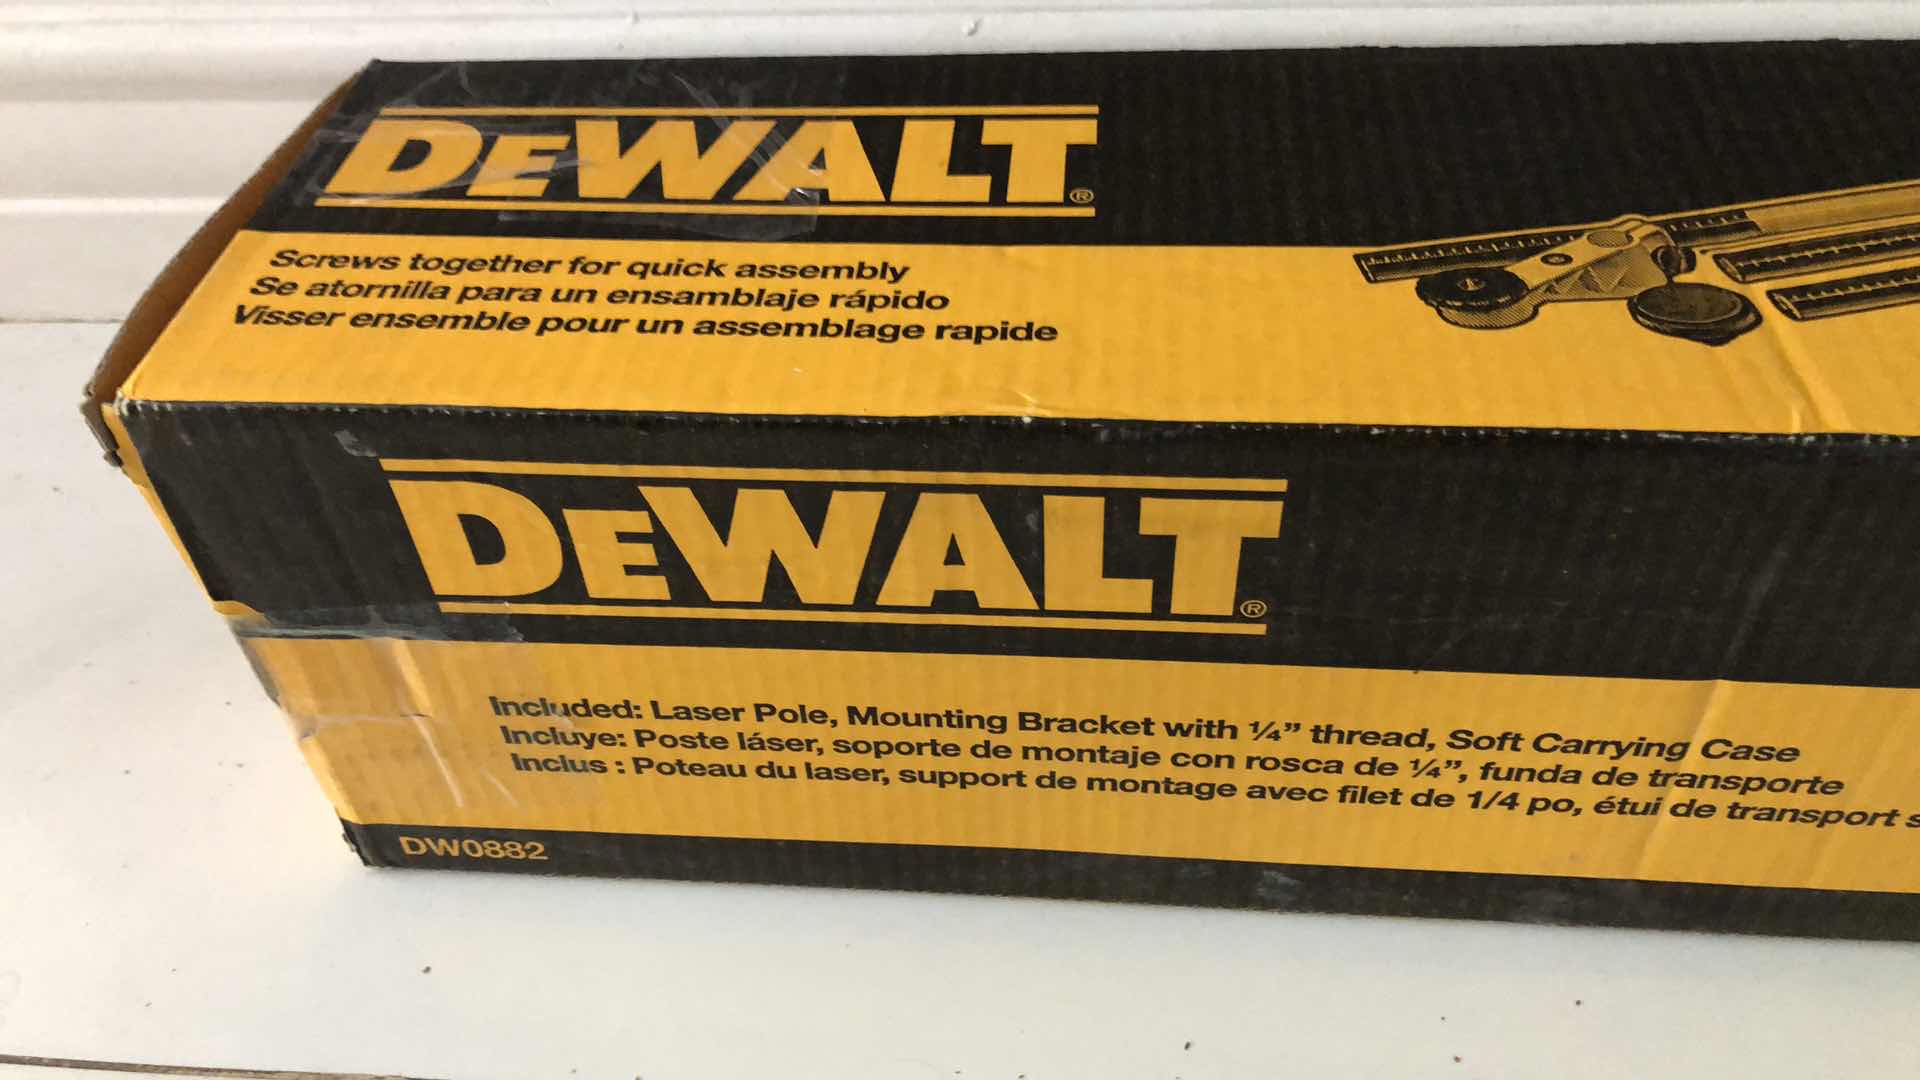 DEWALT®
Screws together for quick assembly
Se atornilla para un ensamblaje rápido
Visser ensemble pour un assemblage rapide
DEWALT®
Included: Laser Pole, Mounting Bracket with ¼” thread, Soft Carrying Case
Incluye: Poste láser, soporte de montaje con rosca de ¼”, funda de transporte
Inclus : Poteau du laser, support de montage avec filet de 1/4 po, étui de transport
DW0882